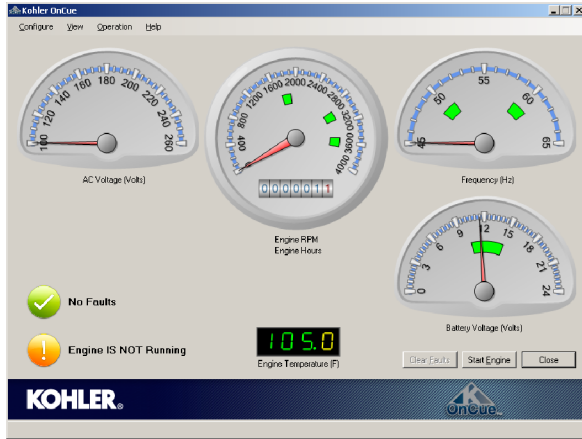 Kohler OnCue
Configure View Operation Help
100 120 140 160 180 200 220 240 260
AC Voltage (Volts)
0 400 800 1200 1600 2000 2400 2800 3200 3600 4000
0000011
Engine RPM
Engine Hours
45 50 55 60 65
Frequency (Hz)
0 3 6 9 12 15 18 21 24
Battery Voltage (Volts)
No Faults
Engine IS NOT Running
105.0
Engine Temperature (F)
Clear Faults Start Engine Close
KOHLER®
OnCue™